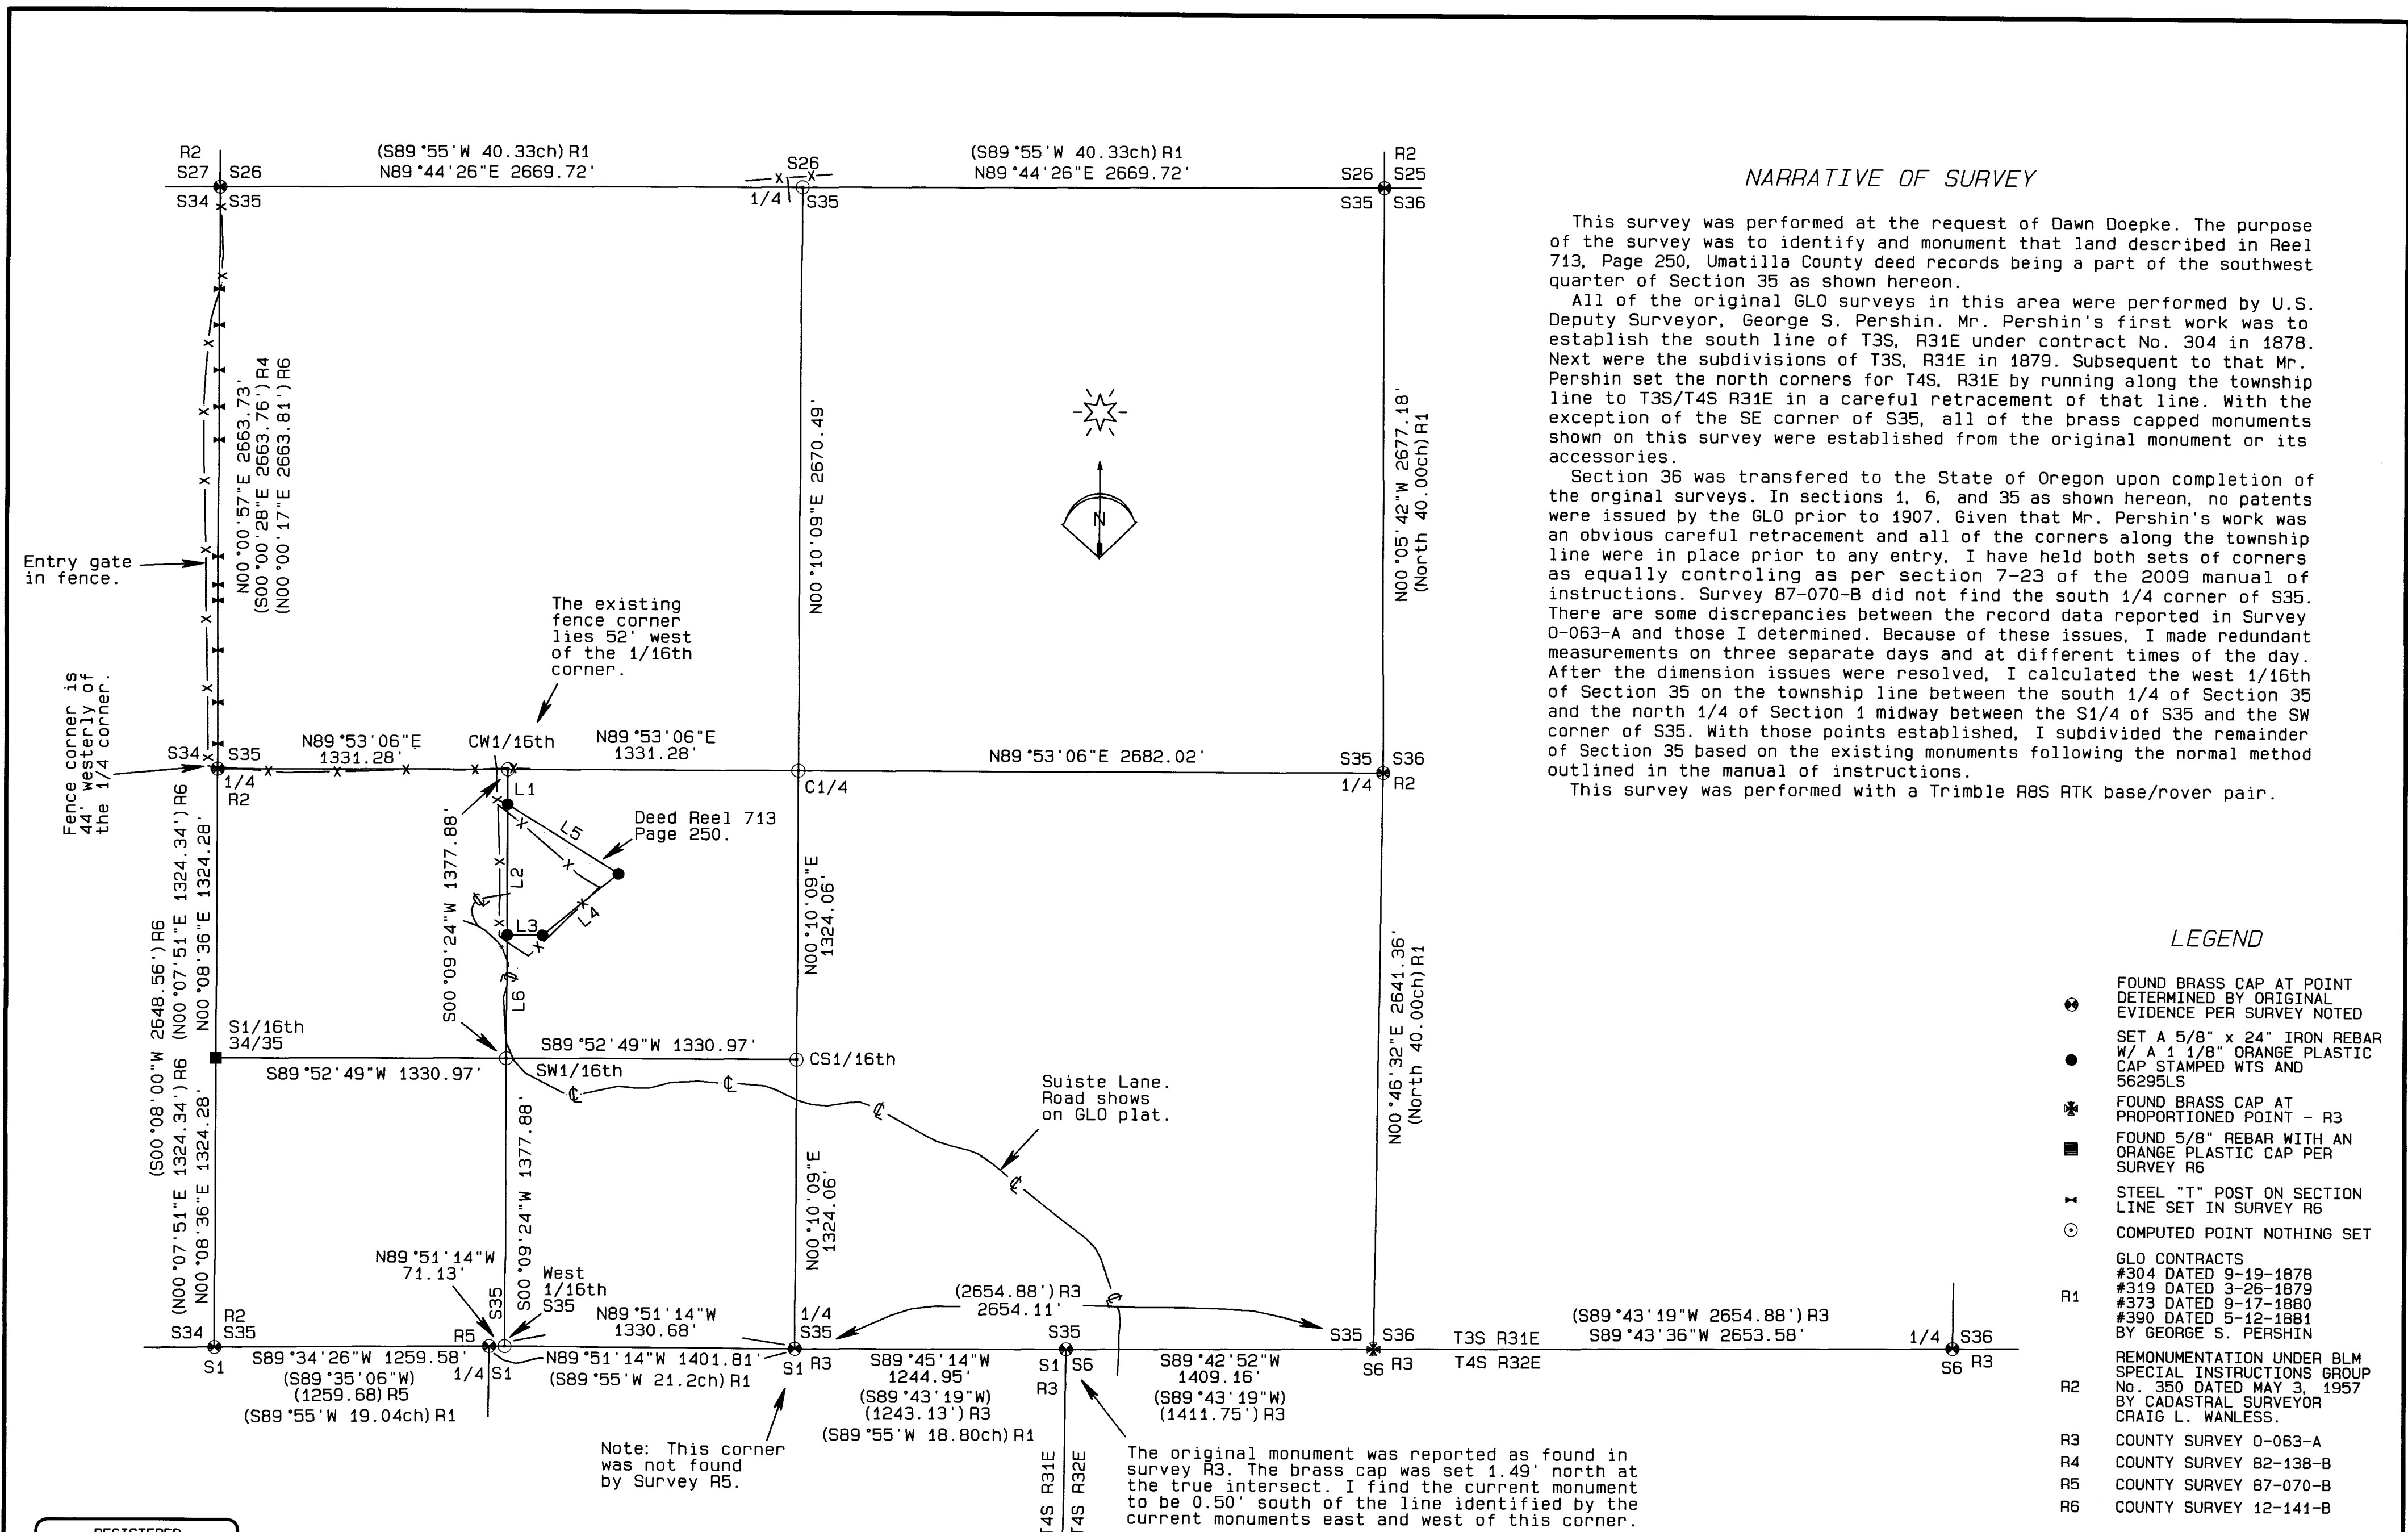 R2
S27
S26
S34
S35
(S89°55'W 40.33ch)R1
N89°44'26"E 2669.72'
S26
1/4
S35
(S89°55'W 40.33ch)R1
N89°44'26"E 2669.72'
R2
S26
S25
S35
S36
N00°00'57"E 2663.73'
(S00°00'28"E 2663.76')R4
(N00°00'17"E 2663.81')R6
N00°10'09"E 2670.49'
N00°05'42"W 2677.18'
(North 40.00ch)R1
N
Entry gate
in fence.
The existing
fence corner
lies 52' west
of the 1/16th
corner.
Fence corner is
44' westerly of
the 1/4 corner.
S34
S35
1/4
R2
N89°53'06"E
1331.28'
CW1/16th
N89°53'06"E
1331.28'
C1/4
N89°53'06"E 2682.02'
S35
S36
1/4
R2
L1
L5
L2
L3
L4
L6
Deed Reel 713
Page 250.
S00°09'24"W 1377.88'
N00°10'09"E
1324.06'
N00°46'32"E 2641.36'
(North 40.00ch)R1
(S00°08'00"W 2648.56')R6
(N00°07'51"E 1324.34')R6
N00°08'36"E 1324.28'
(N00°07'51"E 1324.34')R6
N00°08'36"E 1324.28'
S1/16th
34/35
S89°52'49"W 1330.97'
S89°52'49"W 1330.97'
SW1/16th
CS1/16th
Suiste Lane.
Road shows
on GLO plat.
S00°09'24"W 1377.88'
N00°10'09"E
1324.06'
N89°51'14"W
71.13'
West
1/16th
S35
S35
N89°51'14"W
1330.68'
1/4
S35
(2654.88')R3
2654.11'
S35
S35
S36
T3S R31E
T4S R32E
(S89°43'19"W 2654.88')R3
S89°43'36"W 2653.58'
1/4
S36
S6
R3
R2
S34
S35
S1
S89°34'26"W 1259.58'
(S89°35'06"W)
(1259.68)R5
(S89°55'W 19.04ch)R1
R5
1/4
S1
N89°51'14"W 1401.81'
(S89°55'W 21.2ch)R1
S1
R3
S89°45'14"W
1244.95'
(S89°43'19"W)
(1243.13')R3
(S89°55'W 18.80ch)R1
S1
S6
R3
S89°42'52"W
1409.16'
(S89°43'19"W)
(1411.75')R3
S6
R3
Note: This corner
was not found
by Survey R5.
T4S R31E
T4S R32E
The original monument was reported as found in
survey R3. The brass cap was set 1.49' north at
the true intersect. I find the current monument
to be 0.50' south of the line identified by the
current monuments east and west of this corner.
REGISTERED
NARRATIVE OF SURVEY
This survey was performed at the request of Dawn Doepke. The purpose
of the survey was to identify and monument that land described in Reel
713, Page 250, Umatilla County deed records being a part of the southwest
quarter of Section 35 as shown hereon.
All of the original GLO surveys in this area were performed by U.S.
Deputy Surveyor, George S. Pershin. Mr. Pershin's first work was to
establish the south line of T3S, R31E under contract No. 304 in 1878.
Next were the subdivisions of T3S, R31E in 1879. Subsequent to that Mr.
Pershin set the north corners for T4S, R31E by running along the township
line to T3S/T4S R31E in a careful retracement of that line. With the
exception of the SE corner of S35, all of the brass capped monuments
shown on this survey were established from the original monument or its
accessories.
Section 36 was transfered to the State of Oregon upon completion of
the orginal surveys. In sections 1, 6, and 35 as shown hereon, no patents
were issued by the GLO prior to 1907. Given that Mr. Pershin's work was
an obvious careful retracement and all of the corners along the township
line were in place prior to any entry, I have held both sets of corners
as equally controling as per section 7-23 of the 2009 manual of
instructions. Survey 87-070-B did not find the south 1/4 corner of S35.
There are some discrepancies between the record data reported in Survey
O-063-A and those I determined. Because of these issues, I made redundant
measurements on three separate days and at different times of the day.
After the dimension issues were resolved, I calculated the west 1/16th
of Section 35 on the township line between the south 1/4 of Section 35
and the north 1/4 of Section 1 midway between the S1/4 of S35 and the SW
corner of S35. With those points established, I subdivided the remainder
of Section 35 based on the existing monuments following the normal method
outlined in the manual of instructions.
This survey was performed with a Trimble R8S RTK base/rover pair.
LEGEND
FOUND BRASS CAP AT POINT
DETERMINED BY ORIGINAL
EVIDENCE PER SURVEY NOTED
SET A 5/8" x 24" IRON REBAR
W/ A 1 1/8" ORANGE PLASTIC
CAP STAMPED WTS AND
56295LS
FOUND BRASS CAP AT
PROPORTIONED POINT - R3
FOUND 5/8" REBAR WITH AN
ORANGE PLASTIC CAP PER
SURVEY R6
STEEL "T" POST ON SECTION
LINE SET IN SURVEY R6
COMPUTED POINT NOTHING SET
R1
GLO CONTRACTS
#304 DATED 9-19-1878
#319 DATED 3-26-1879
#373 DATED 9-17-1880
#390 DATED 5-12-1881
BY GEORGE S. PERSHIN
R2
REMONUMENTATION UNDER BLM
SPECIAL INSTRUCTIONS GROUP
No. 350 DATED MAY 3, 1957
BY CADASTRAL SURVEYOR
CRAIG L. WANLESS.
R3 COUNTY SURVEY O-063-A
R4 COUNTY SURVEY 82-138-B
R5 COUNTY SURVEY 87-070-B
R6 COUNTY SURVEY 12-141-B